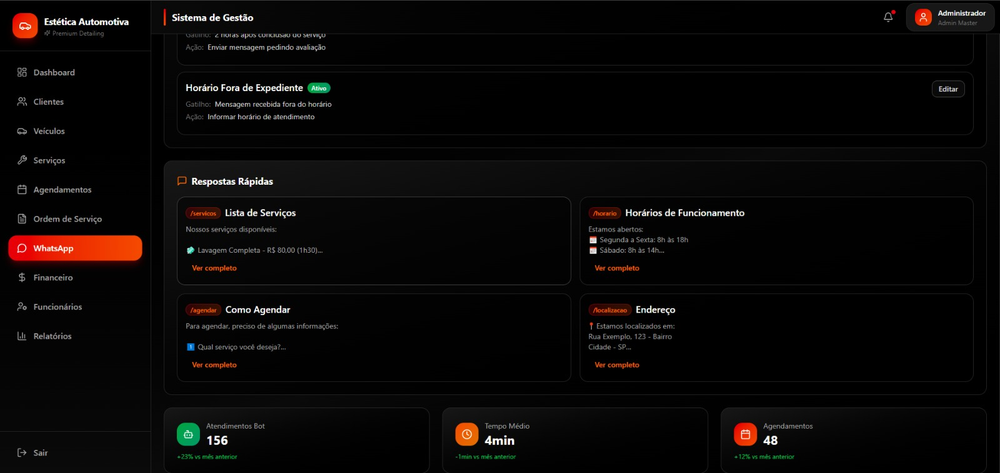 Estética Automotiva
Premium Detailing
Dashboard
Clientes
Veículos
Serviços
Agendamentos
Ordem de Serviço
WhatsApp
Financeiro
Funcionários
Relatórios
Sair
Sistema de Gestão
Administrador
Admin Master
Gatilho: 2 horas após conclusão do serviço
Ação: Enviar mensagem pedindo avaliação
Horário Fora de Expediente Ativo
Editar
Gatilho: Mensagem recebida fora do horário
Ação: Informar horário de atendimento
Respostas Rápidas
/servicos Lista de Serviços
Nossos serviços disponíveis:
Lavagem Completa - R$ 80,00 (1h30)...
Ver completo
/horario Horários de Funcionamento
Estamos abertos:
📅 Segunda a Sexta: 8h às 18h
📅 Sábado: 8h às 14h...
Ver completo
/agendar Como Agendar
Para agendar, preciso de algumas informações:
1️⃣ Qual serviço você deseja?...
Ver completo
/localizacao Endereço
📍 Estamos localizados em:
Rua Exemplo, 123 - Bairro
Cidade - SP...
Ver completo
Atendimentos Bot
156
+23% vs mês anterior
Tempo Médio
4min
-1min vs mês anterior
Agendamentos
48
+12% vs mês anterior